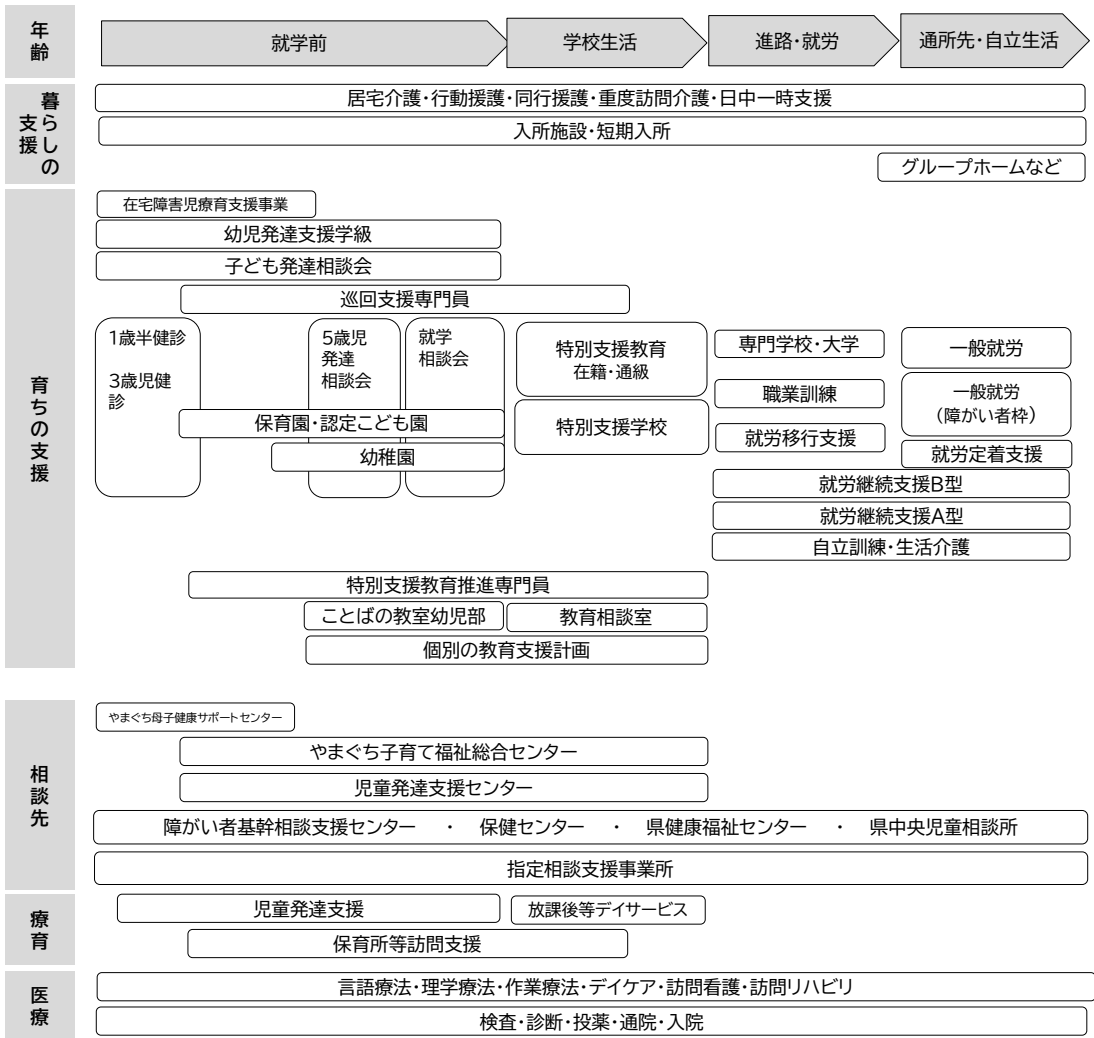 年齢
就学前
学校生活
進路・就労
通所先・自立生活
暮らしの
支援
居宅介護・行動援護・同行援護・重度訪問介護・日中一時支援
入所施設・短期入所
グループホームなど
育ちの支援
在宅障害児療育支援事業
幼児発達支援学級
子ども発達相談会
巡回支援専門員
1歳半健診
3歳児健
診
5歳児
発達
相談会
就学
相談会
保育園・認定こども園
幼稚園
特別支援教育
在籍・通級
特別支援学校
専門学校・大学
職業訓練
就労移行支援
一般就労
一般就労
(障がい者枠)
就労定着支援
就労継続支援B型
就労継続支援A型
自立訓練・生活介護
特別支援教育推進専門員
ことばの教室幼児部
教育相談室
個別の教育支援計画
相談先
やまぐち母子健康サポートセンター
やまぐち子育て福祉総合センター
児童発達支援センター
障がい者基幹相談支援センター ・ 保健センター ・ 県健康福祉センター ・ 県中央児童相談所
指定相談支援事業所
療育
児童発達支援
放課後等デイサービス
保育所等訪問支援
医療
言語療法・理学療法・作業療法・デイケア・訪問看護・訪問リハビリ
検査・診断・投薬・通院・入院